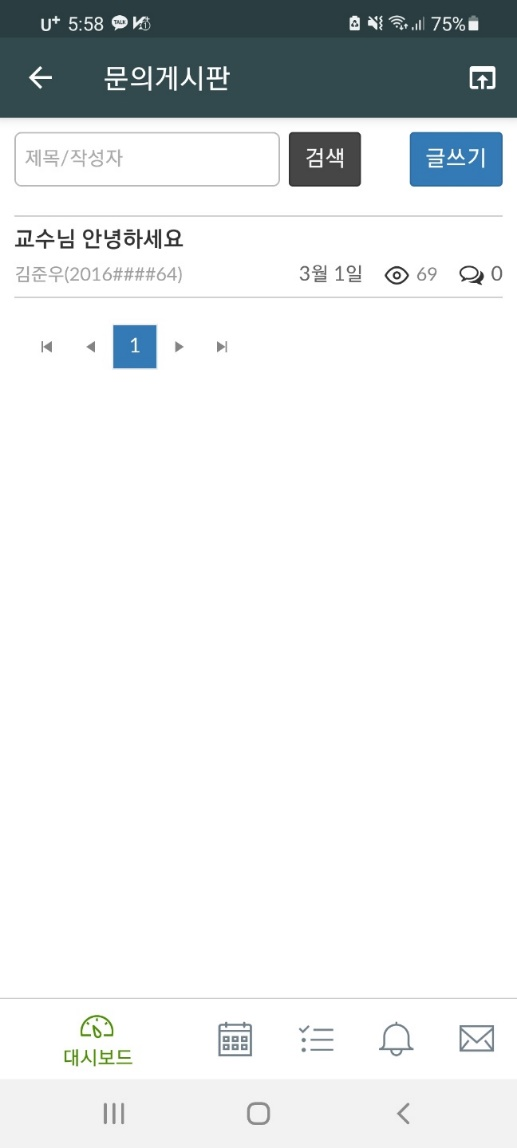 U+ 5:58 TALK 75%
문의게시판
제목/작성자 검색 글쓰기
교수님 안녕하세요
김준우(2016####64) 3월 1일 69 0
1
대시보드